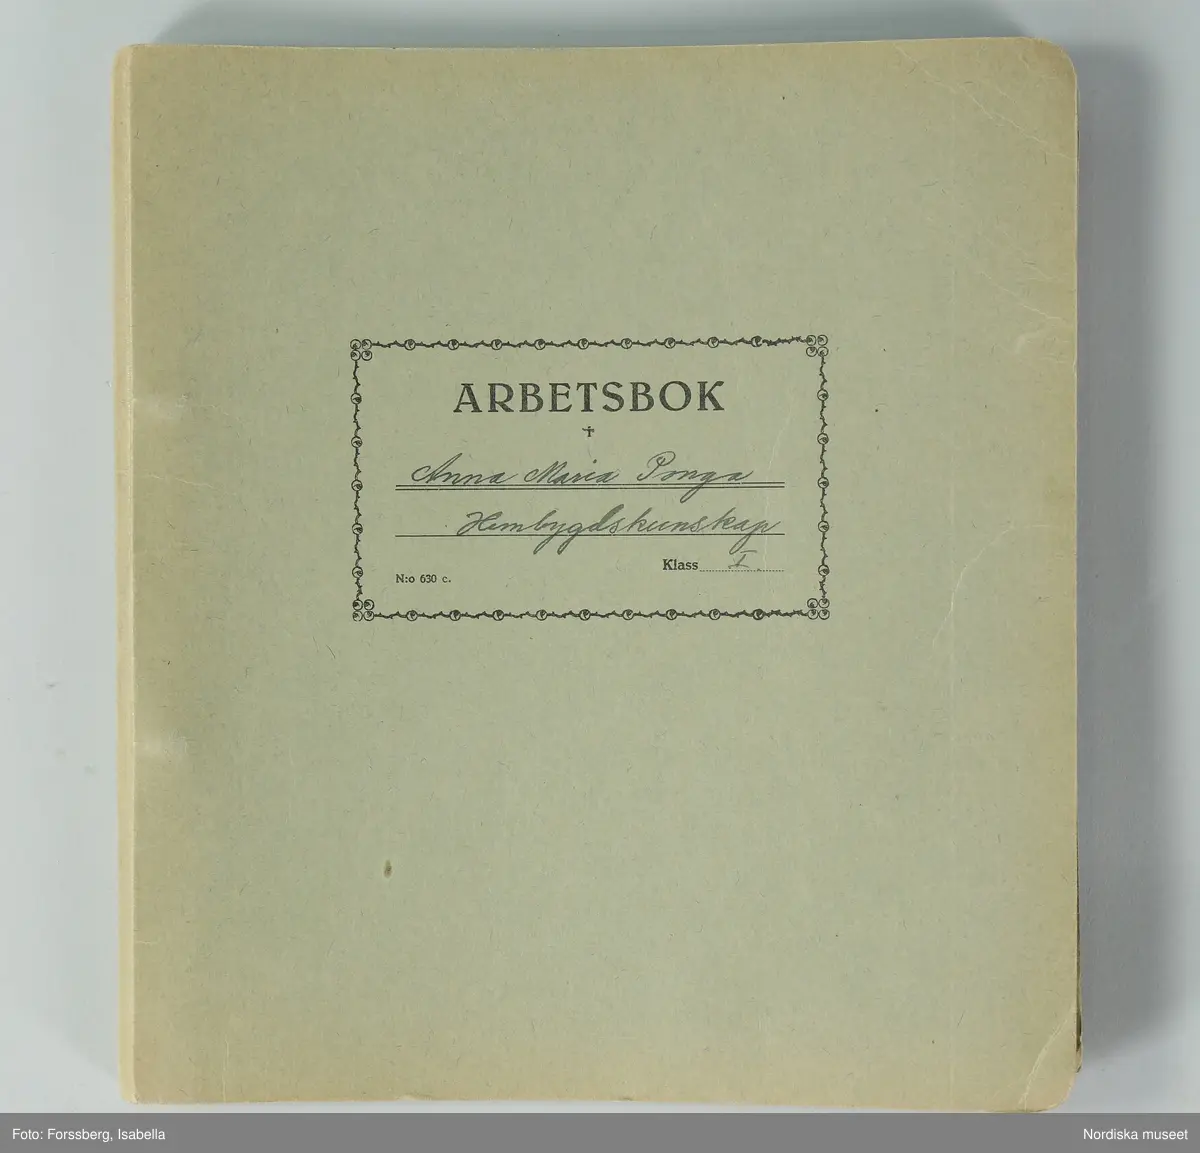 ARBETSBOK
Anna Maria Ponga
Hembygdskunskap
Klass I.
N:o 630 c.
Foto: Forssberg, Isabella
Nordiska museet